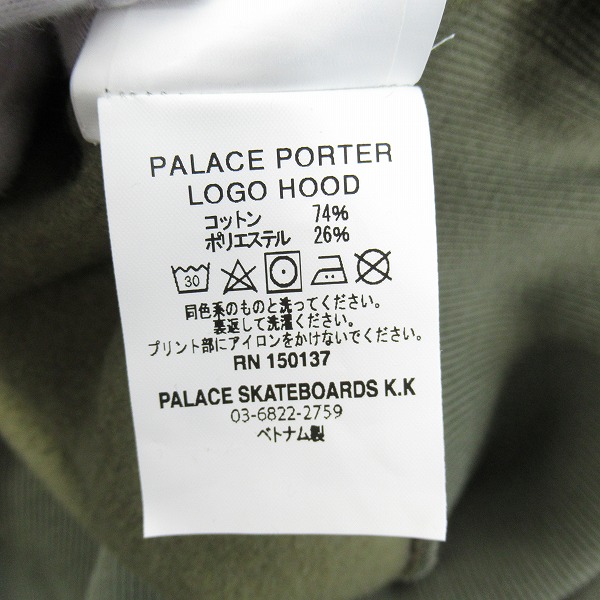 PALACE PORTER
LOGO HOOD
コットン 74%
ポリエステル 26%
30
同色系のものと洗ってください。
裏返して洗濯ください。
プリント部にアイロンをかけないでください。
RN 150137
PALACE SKATEBOARDS K.K
03-6822-2759
ベトナム製